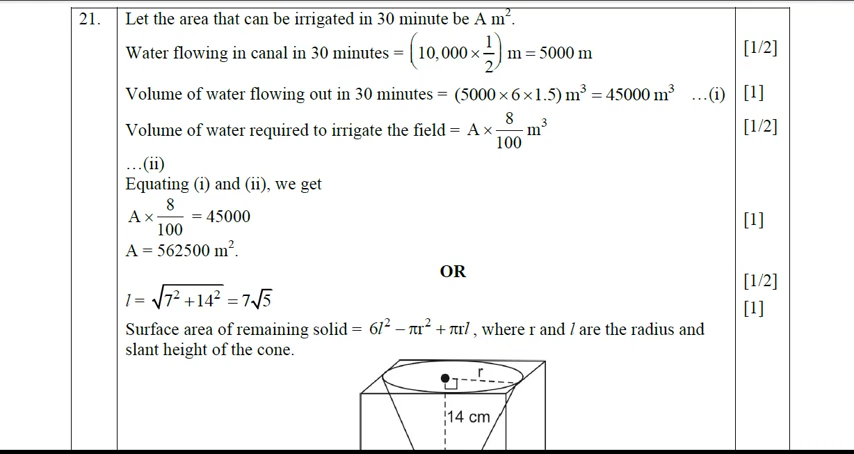 21. Let the area that can be irrigated in 30 minute be A m².
Water flowing in canal in 30 minutes = (10,000 × 1/2) m = 5000 m [1/2]
Volume of water flowing out in 30 minutes = (5000 × 6 × 1.5) m³ = 45000 m³ …(i) [1]
Volume of water required to irrigate the field = A × 8/100 m³ [1/2]
…(ii)
Equating (i) and (ii), we get
A × 8/100 = 45000 [1]
A = 562500 m².
OR
l = √(7² + 14²) = 7√5 [1/2]
[1]
Surface area of remaining solid = 6l² − πr² + πrl , where r and l are the radius and
slant height of the cone.
r
14 cm